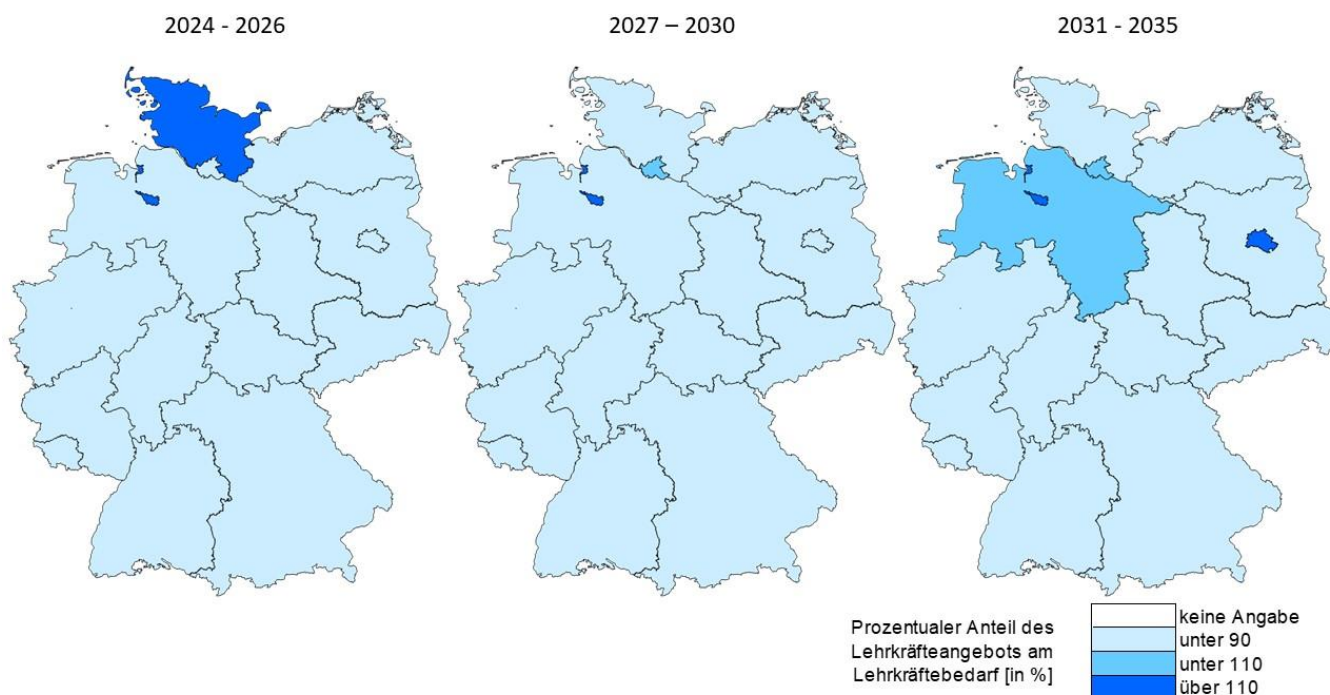 2024 - 2026
2027 – 2030
2031 - 2035
Prozentualer Anteil des
Lehrkräfteangebots am
Lehrkräftebedarf [in %]
keine Angabe
unter 90
unter 110
über 110